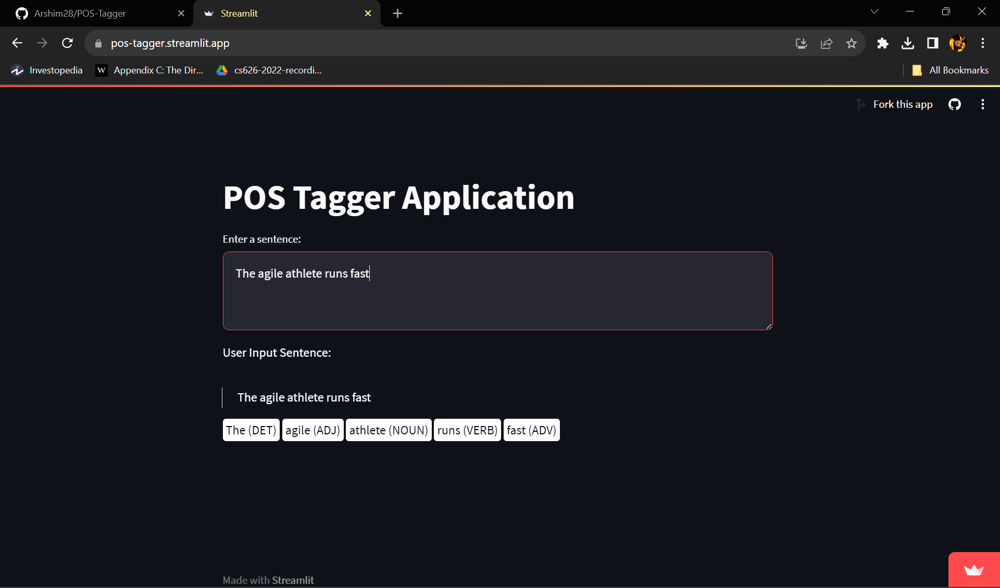 Arshim28/POS-Tagger
Streamlit
pos-tagger.streamlit.app
Investopedia
W Appendix C: The Dir...
cs626-2022-recordi...
All Bookmarks
Fork this app
POS Tagger Application
Enter a sentence:
The agile athlete runs fast
User Input Sentence:
The agile athlete runs fast
The (DET) agile (ADJ) athlete (NOUN) runs (VERB) fast (ADV)
Made with Streamlit